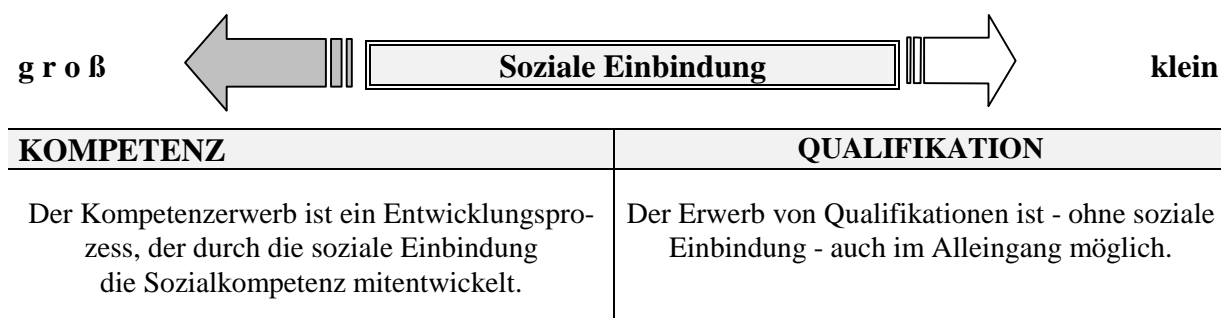 g r o ß Soziale Einbindung klein
KOMPETENZ QUALIFIKATION
Der Kompetenzerwerb ist ein Entwicklungspro-
zess, der durch die soziale Einbindung
die Sozialkompetenz mitentwickelt.
Der Erwerb von Qualifikationen ist - ohne soziale
Einbindung - auch im Alleingang möglich.